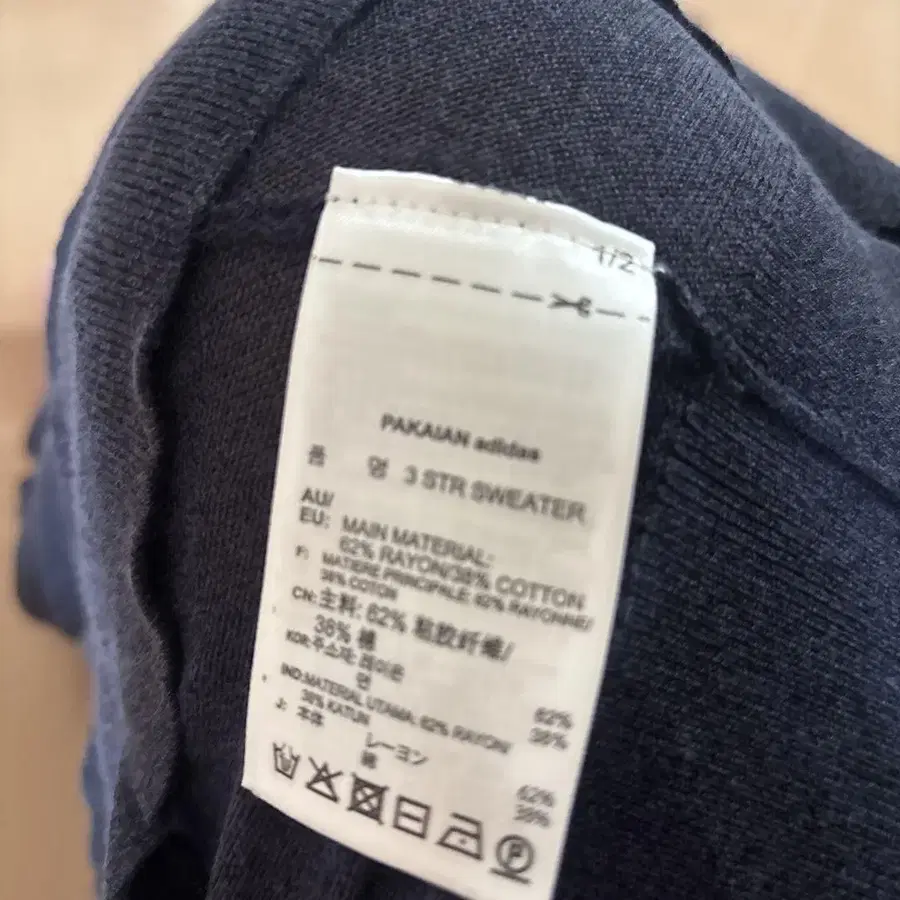 1/2
PAKAIAN adidas
품 명 3 STR SWEATER
AU/
EU: MAIN MATERIAL:
62% RAYON/38% COTTON
F: MATIERE PRINCIPALE: 62% RAYONNE/
38% COTON
CN: 主料: 62% 粘胶纤维/
38% 棉
KOR: 주소재: 레이온 62%
면 38%
IND: MATERIAL UTAMA: 62% RAYON/
38% KATUN
J: 本体 レーヨン 62%
綿 38%
P